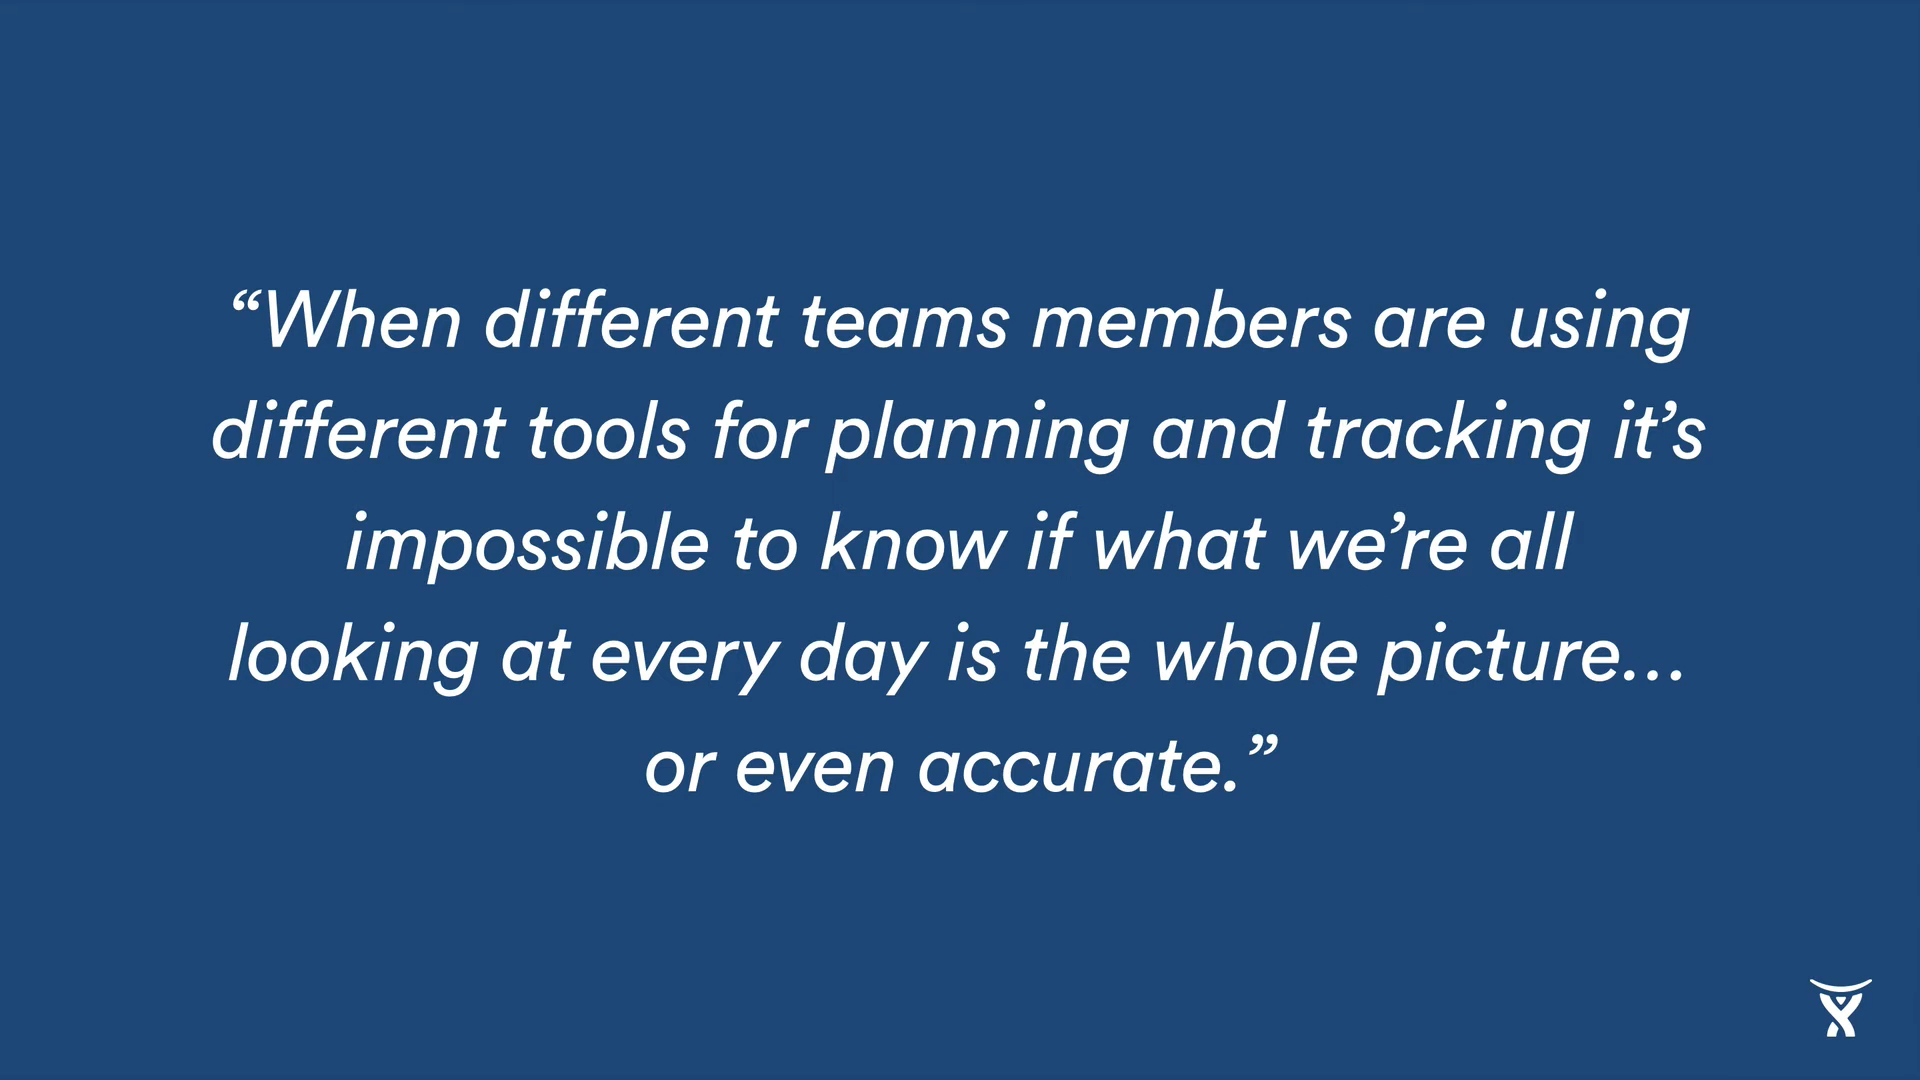 “When different teams members are using
different tools for planning and tracking it’s
impossible to know if what we’re all
looking at every day is the whole picture…
or even accurate.”